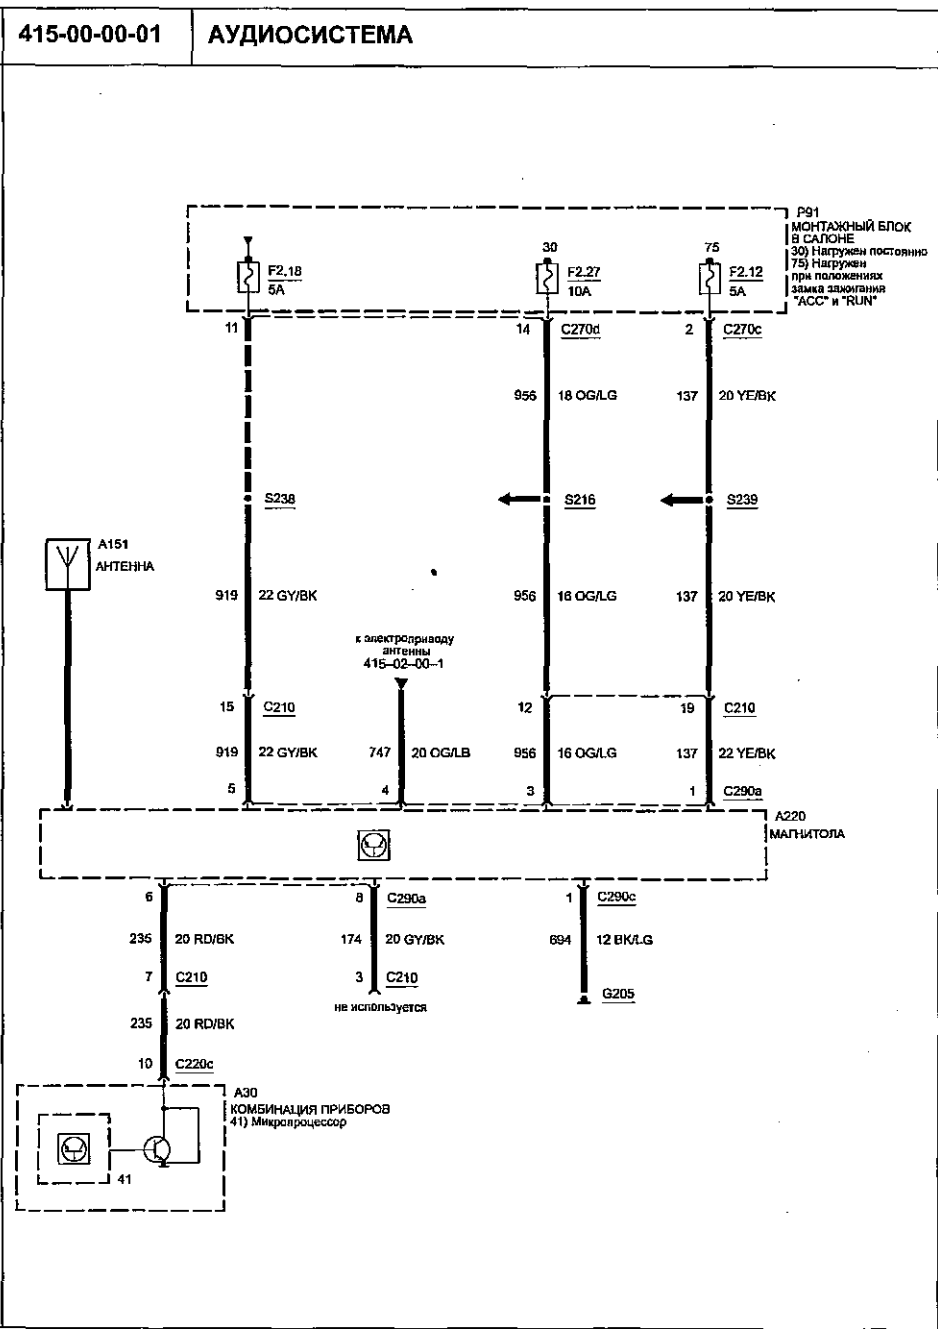 415-00-00-01
АУДИОСИСТЕМА
P91
МОНТАЖНЫЙ БЛОК
В САЛОНЕ
30) Нагружен постоянно
75) Нагружен
при положениях
замка зажигания
"ACC" и "RUN"
30
75
F2.18
5A
F2.27
10A
F2.12
5A
11
14
C270d
2
C270c
956
18 OG/LG
137
20 YE/BK
S238
S216
S239
A151
АНТЕННА
919
22 GY/BK
956
16 OG/LG
137
20 YE/BK
к электроприводу
антенны
415-02-00-1
15
C210
12
19
C210
919
22 GY/BK
747
20 OG/LB
956
16 OG/LG
137
22 YE/BK
5
4
3
1
C290a
A220
МАГНИТОЛА
6
8
C290a
1
C290c
235
20 RD/BK
174
20 GY/BK
694
12 BK/LG
7
C210
3
C210
G205
не используется
235
20 RD/BK
10
C220c
A30
КОМБИНАЦИЯ ПРИБОРОВ
41) Микропроцессор
41